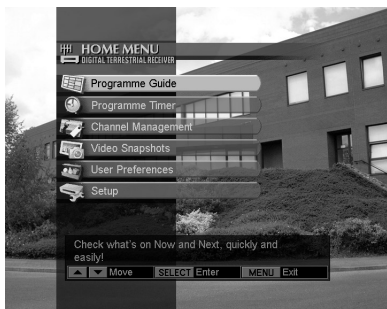 HOME MENU
DIGITAL TERRESTRIAL RECEIVER
Programme Guide
Programme Timer
Channel Management
Video Snapshots
User Preferences
Setup
Check what's on Now and Next, quickly and
easily!
Move SELECT Enter MENU Exit